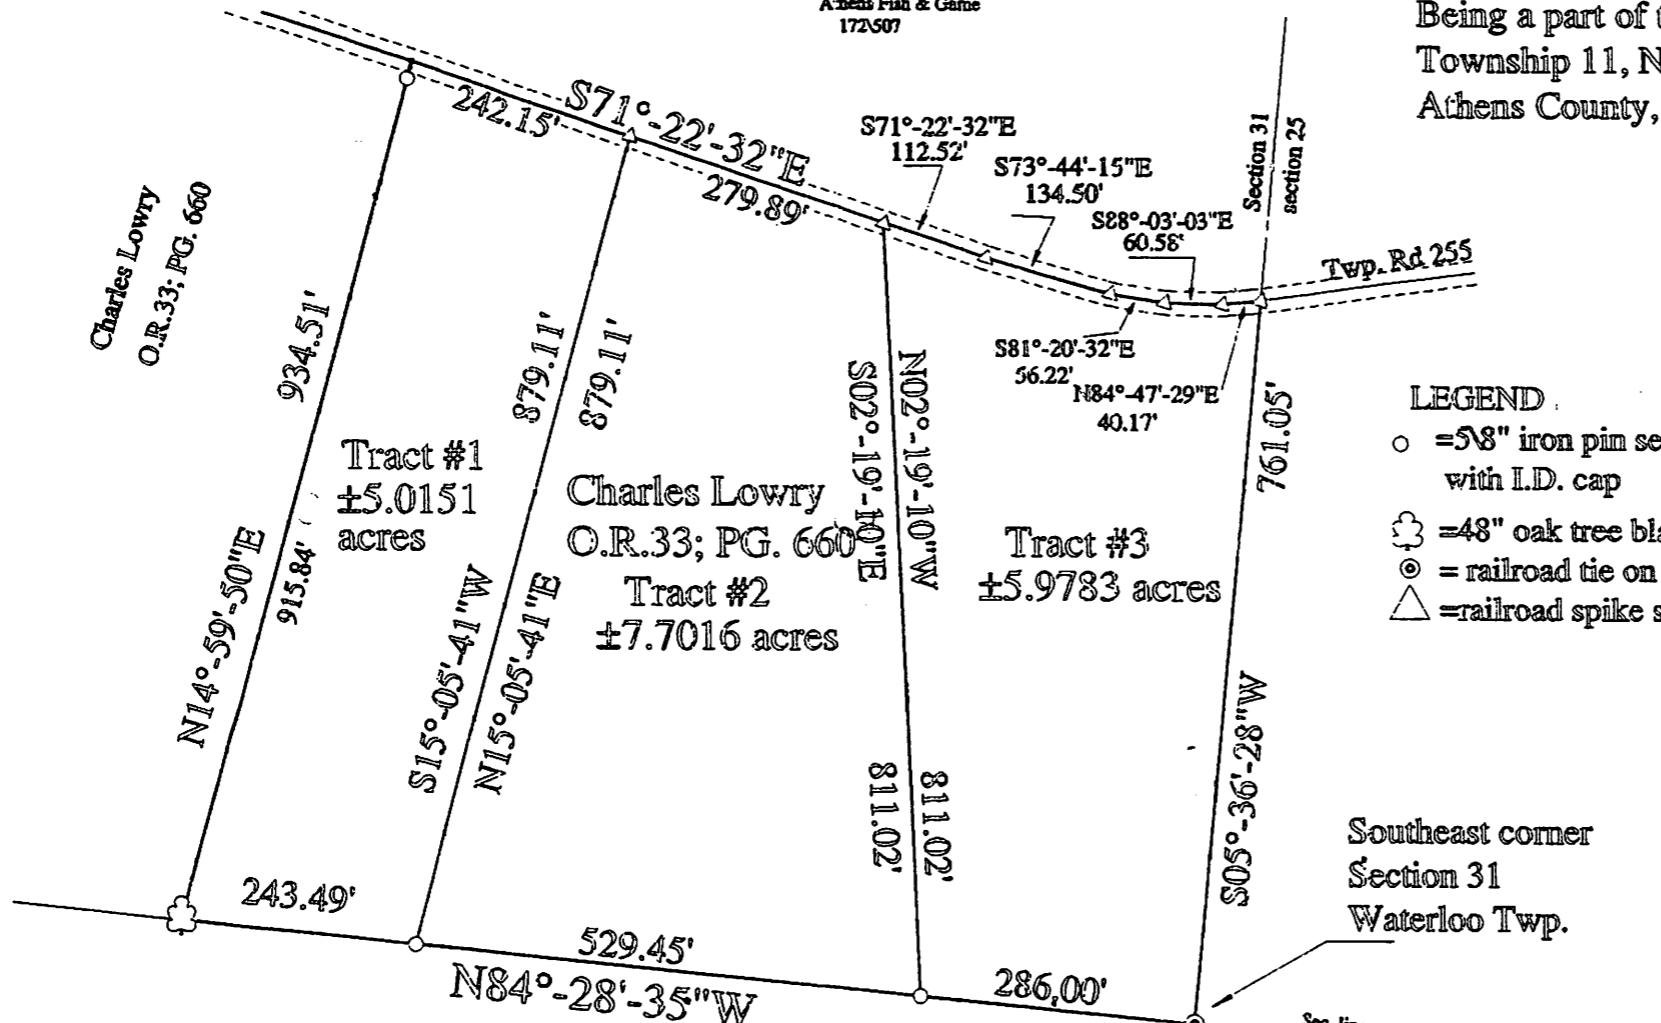 Athens Fish & Game
172\507
Being a part of t
Township 11, N
Athens County,
S71°-22'-32"E
242.15'
279.89'
S71°-22'-32"E
112.52'
S73°-44'-15"E
134.50'
S88°-03'-03"E
60.58'
Section 31
section 25
Twp. Rd 255
S81°-20'-32"E
56.22'
N84°-47'-29"E
40.17'
Charles Lowry
O.R.33; PG. 660
934.51'
N14°-59'-50"E
915.84'
Tract #1
±5.0151
acres
879.11'
879.11'
S15°-05'-41"W
N15°-05'-41"E
Charles Lowry
O.R.33; PG. 660
Tract #2
±7.7016 acres
S02°-19'-10"E
N02°-19'-10"W
811.02'
811.02'
Tract #3
±5.9783 acres
761.05'
S05°-36'-28"W
LEGEND
=5\8" iron pin se
with I.D. cap
=48" oak tree bla
= railroad tie on
=railroad spike s
Southeast corner
Section 31
Waterloo Twp.
243.49'
529.45'
286.00'
N84°-28'-35"W